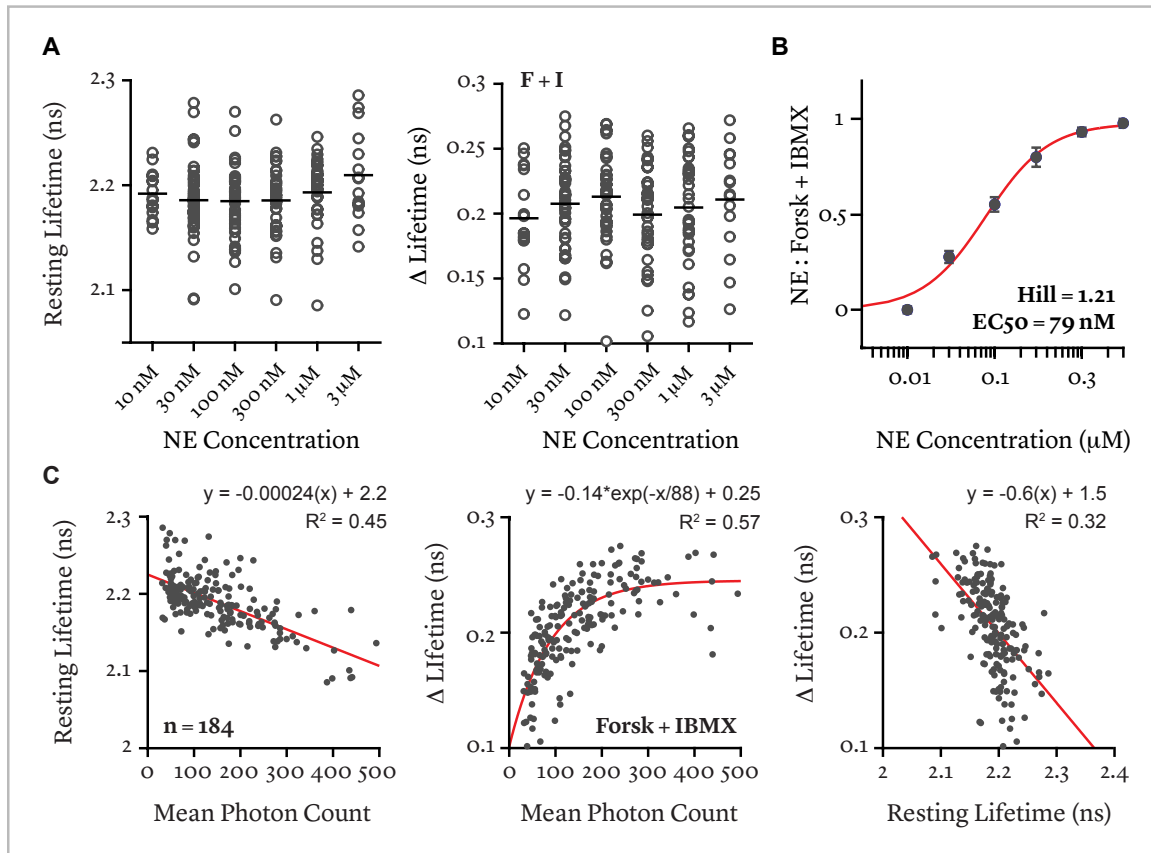 A
Resting Lifetime (ns)
2.3
2.2
2.1
10 nM
30 nM
100 nM
300 nM
1 µM
3 µM
NE Concentration
F + I
Δ Lifetime (ns)
0.3
0.25
0.2
0.15
0.1
10 nM
30 nM
100 nM
300 nM
1 µM
3 µM
NE Concentration
B
NE : Forsk + IBMX
1
0.5
0
Hill = 1.21
EC50 = 79 nM
0.01
0.1
0.3
NE Concentration (µM)
C
y = -0.00024(x) + 2.2
R² = 0.45
Resting Lifetime (ns)
2.3
2.2
2.1
2
n = 184
0
100
200
300
400
500
Mean Photon Count
y = -0.14*exp(-x/88) + 0.25
R² = 0.57
Δ LIfetime (ns)
0.3
0.2
0.1
Forsk + IBMX
0
100
200
300
400
500
Mean Photon Count
y = -0.6(x) + 1.5
R² = 0.32
Δ Lifetime (ns)
0.3
0.2
0.1
2
2.1
2.2
2.3
2.4
Resting Lifetime (ns)